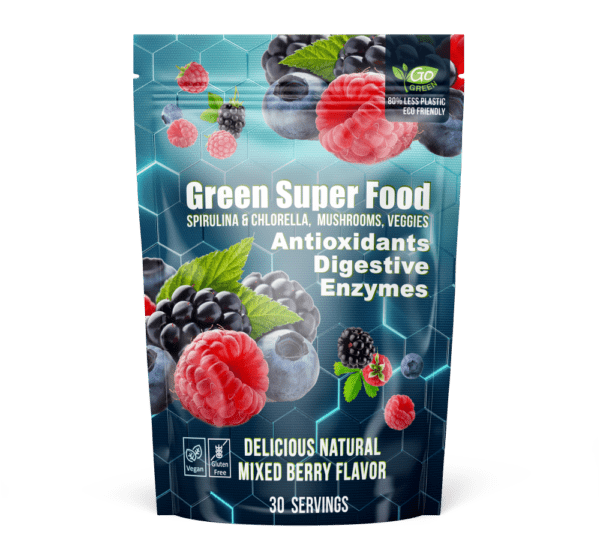 Go
GREEN
80% LESS PLASTIC
ECO FRIENDLY
Green Super Food
SPIRULINA & CHLORELLA, MUSHROOMS, VEGGIES
Antioxidants
Digestive
Enzymes
Vegan
Gluten
Free
DELICIOUS NATURAL
MIXED BERRY FLAVOR
30 SERVINGS